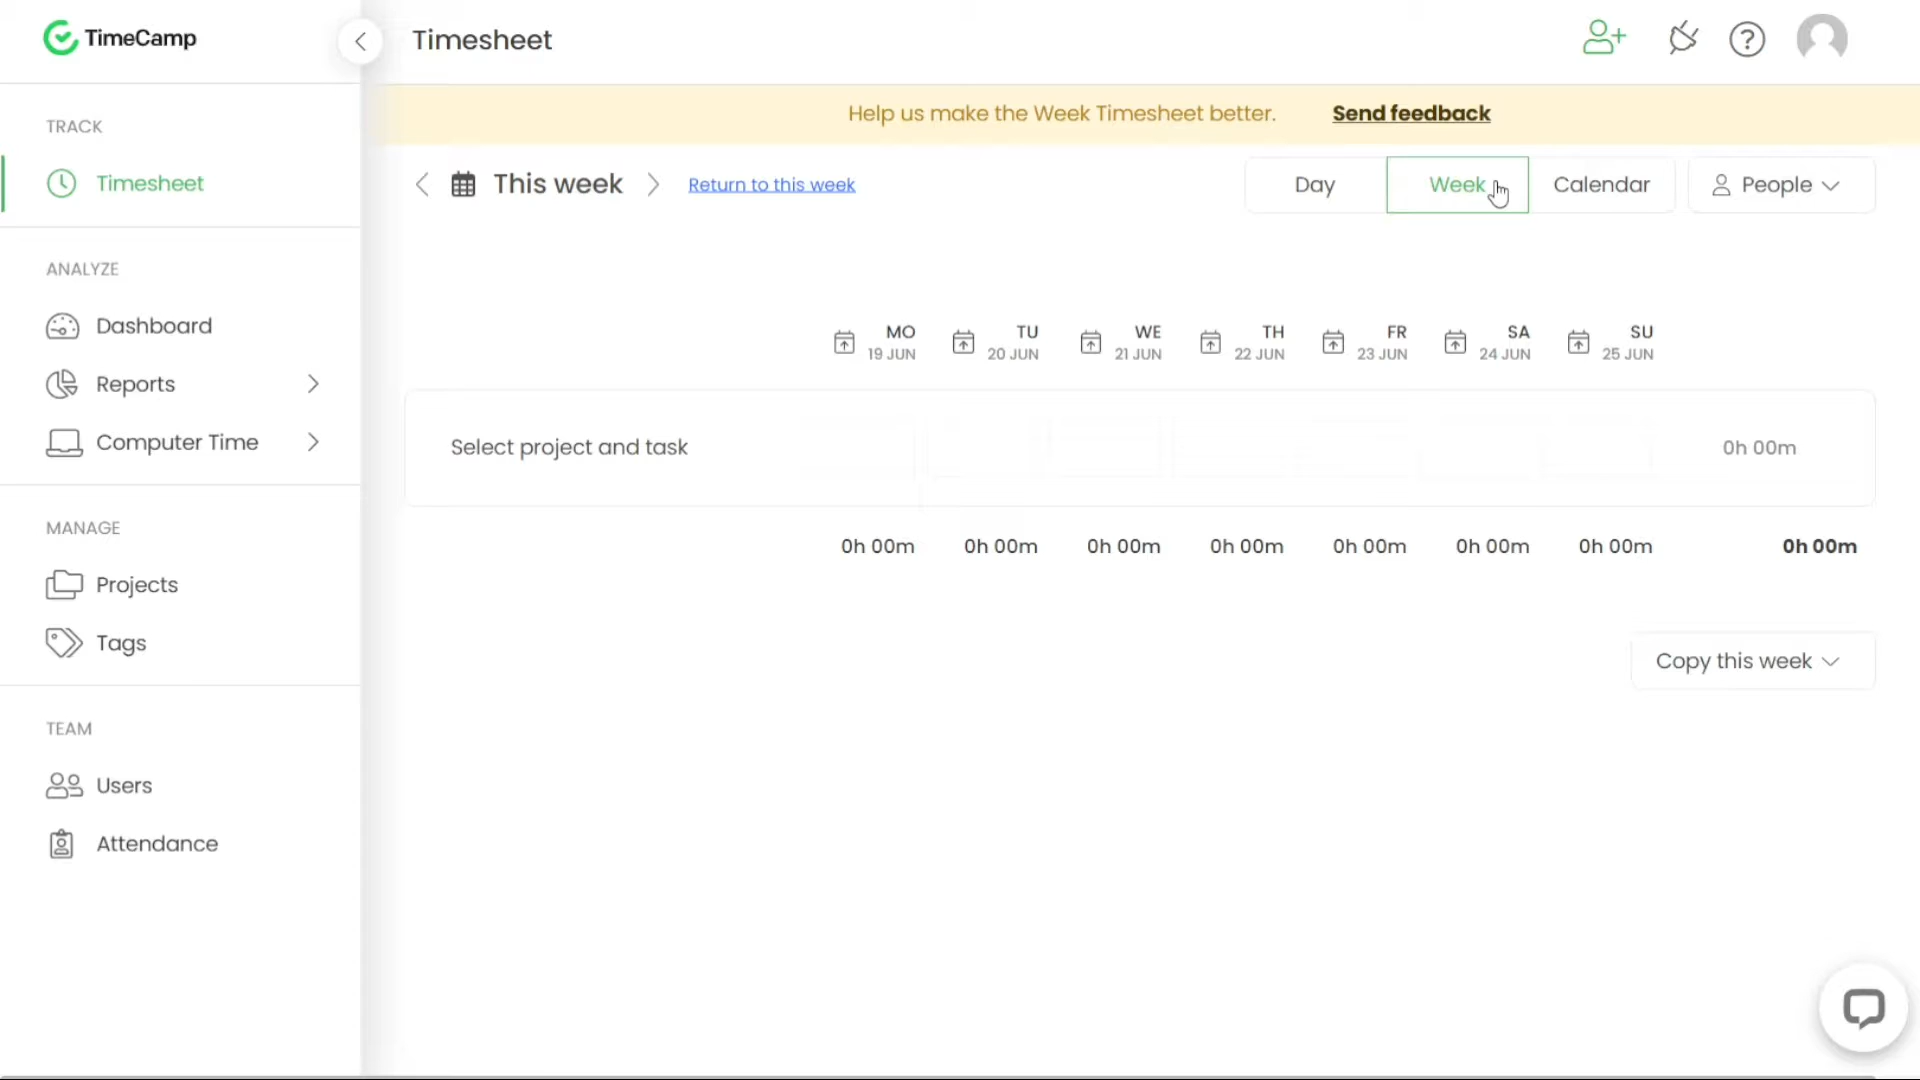 TimeCamp
Timesheet
Help us make the Week Timesheet better. Send feedback
TRACK
Timesheet
This week Return to this week
Day Week Calendar People
ANALYZE
Dashboard
Reports
Computer Time
MO TU WE TH FR SA SU
19 JUN 20 JUN 21 JUN 22 JUN 23 JUN 24 JUN 25 JUN
Select project and task 0h 00m
0h 00m 0h 00m 0h 00m 0h 00m 0h 00m 0h 00m 0h 00m 0h 00m
MANAGE
Projects
Tags
Copy this week
TEAM
Users
Attendance